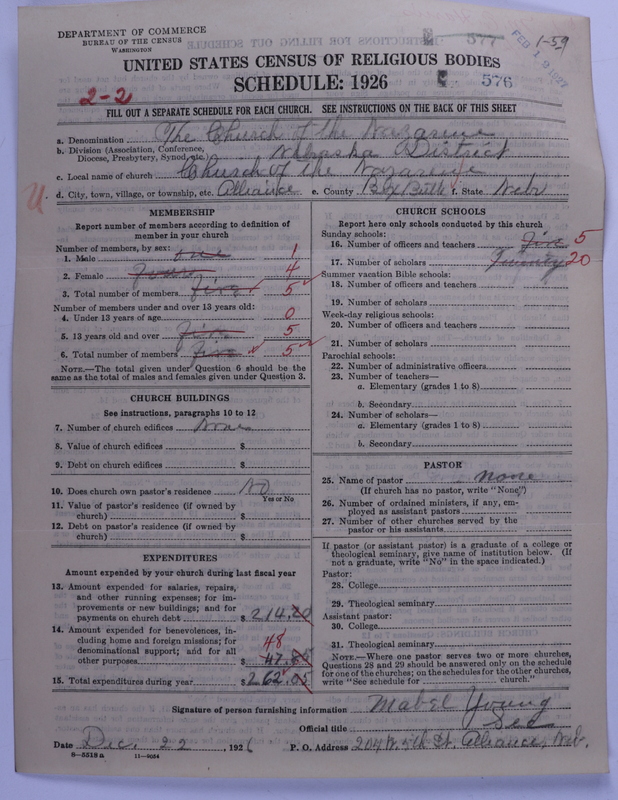 DEPARTMENT OF COMMERCE
BUREAU OF THE CENSUS
WASHINGTON
577
FEB 19 1927
1-59
UNITED STATES CENSUS OF RELIGIOUS BODIES
SCHEDULE: 1926
576
2-2
FILL OUT A SEPARATE SCHEDULE FOR EACH CHURCH. SEE INSTRUCTIONS ON THE BACK OF THIS SHEET
a. Denomination The Church of the Nazarene
b. Division (Association, Conference, Diocese, Presbytery, Synod, etc.) Nebraska District
c. Local name of church Church of the Nazarene
U
d. City, town, village, or township, etc. Alliance e. County Box Butte f. State Nebr
MEMBERSHIP
Report number of members according to definition of
member in your church
Number of members, by sex:
1. Male one 1
2. Female four 4
3. Total number of members five 5
Number of members under and over 13 years old:
4. Under 13 years of age 0
5. 13 years old and over five 5
6. Total number of members five 5
NOTE.—The total given under Question 6 should be the
same as the total of males and females given under Question 3.
CHURCH BUILDINGS
See instructions, paragraphs 10 to 12
7. Number of church edifices None
8. Value of church edifices $
9. Debt on church edifices $
10. Does church own pastor's residence No
Yes or No
11. Value of pastor's residence (if owned by
church) $
12. Debt on pastor's residence (if owned by
church) $
EXPENDITURES
Amount expended by your church during last fiscal year
13. Amount expended for salaries, repairs,
and other running expenses; for im-
provements or new buildings; and for
payments on church debt $ 214.20
14. Amount expended for benevolences, in-
cluding home and foreign missions; for
denominational support; and for all
other purposes $ 47.85 48
15. Total expenditures during year $ 262.05
CHURCH SCHOOLS
Report here only schools conducted by this church
Sunday schools:
16. Number of officers and teachers five 5
17. Number of scholars Twenty 20
Summer vacation Bible schools:
18. Number of officers and teachers
19. Number of scholars
Week-day religious schools:
20. Number of officers and teachers
21. Number of scholars
Parochial schools:
22. Number of administrative officers
23. Number of teachers—
a. Elementary (grades 1 to 8)
b. Secondary
24. Number of scholars—
a. Elementary (grades 1 to 8)
b. Secondary
PASTOR
25. Name of pastor none
(If church has no pastor, write "None")
26. Number of ordained ministers, if any, em-
ployed as assistant pastors
27. Number of other churches served by the
pastor or his assistants
If pastor (or assistant pastor) is a graduate of a college or
theological seminary, give name of institution below. (If
not a graduate, write "No" in the space indicated.)
Pastor:
28. College
29. Theological seminary
Assistant pastor:
30. College
31. Theological seminary
NOTE.—Where one pastor serves two or more churches,
Questions 28 and 29 should be answered only on the schedule
for one of the churches; on the schedules for the other churches,
write "See schedule for church."
Signature of person furnishing information Mabel Young
Official title Sec
Date Dec. 22, 1926 P. O. Address 204 W. 5th St. Alliance, Neb.
8-5518a 11-9054